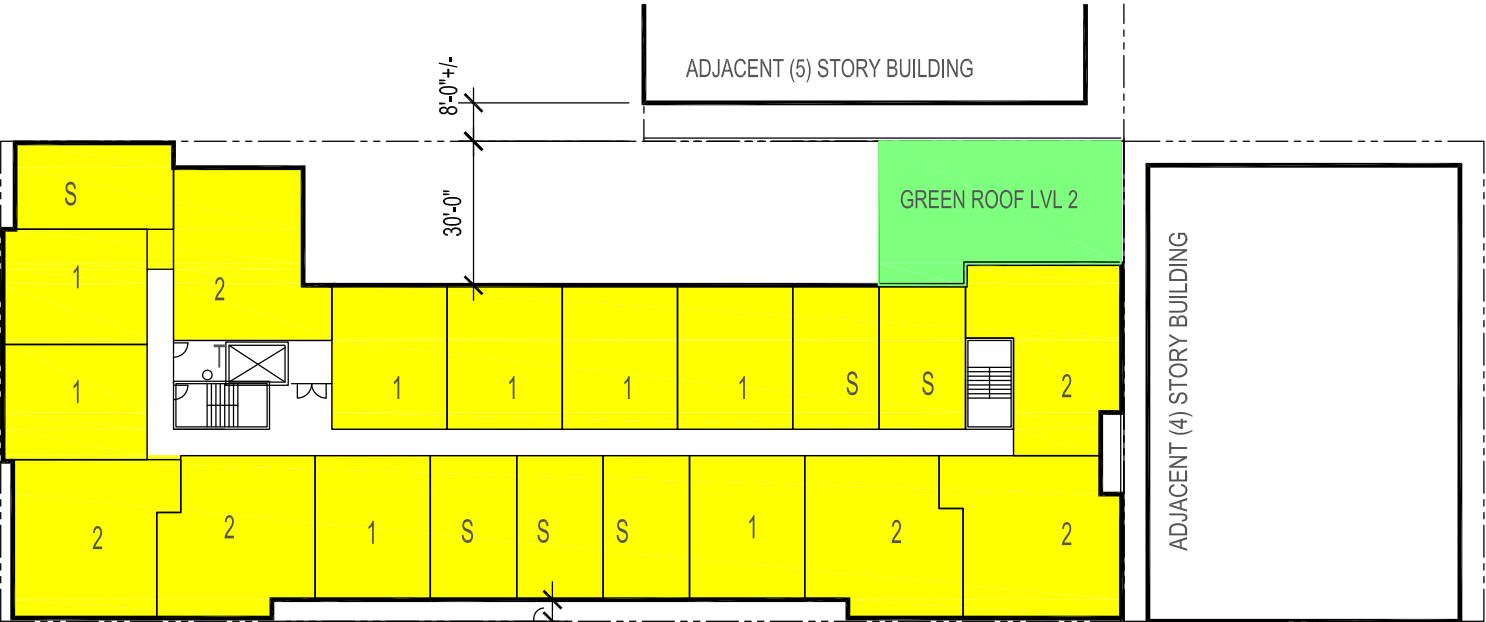 ADJACENT (5) STORY BUILDING
8'-0"+/-
30'-0"
GREEN ROOF LVL 2
ADJACENT (4) STORY BUILDING
S
1
2
1
T
1
1
1
1
S
S
2
2
2
1
S
S
S
1
2
2